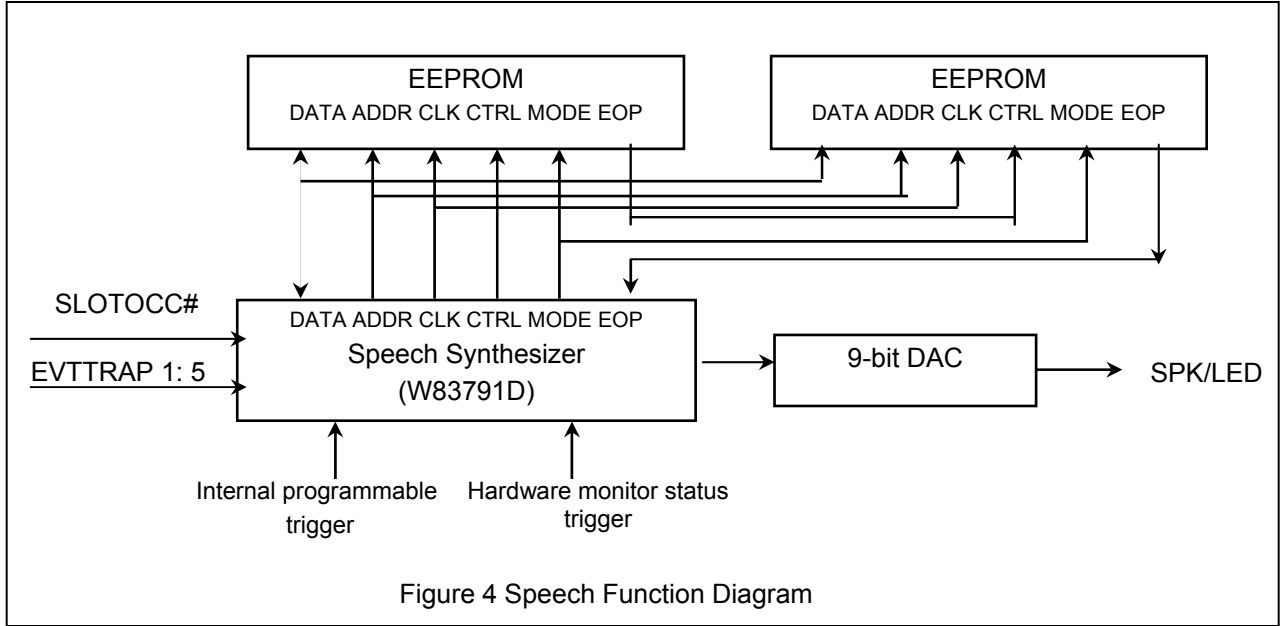 EEPROM
DATA ADDR CLK CTRL MODE EOP
EEPROM
DATA ADDR CLK CTRL MODE EOP
SLOTOCC#
EVTTRAP 1: 5
DATA ADDR CLK CTRL MODE EOP
Speech Synthesizer
(W83791D)
9-bit DAC
SPK/LED
Internal programmable
trigger
Hardware monitor status
trigger
Figure 4 Speech Function Diagram